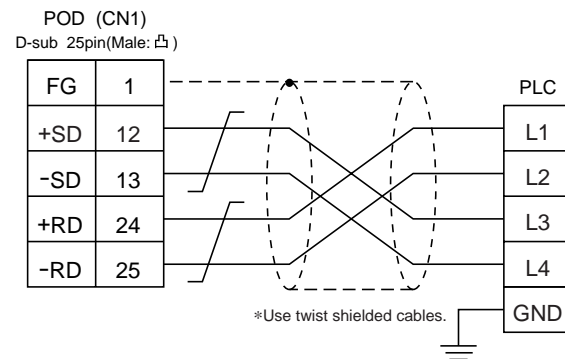 POD (CN1)
D-sub 25pin(Male: )
FG 1
+SD 12
-SD 13
+RD 24
-RD 25
PLC
L1
L2
L3
L4
GND
*Use twist shielded cables.